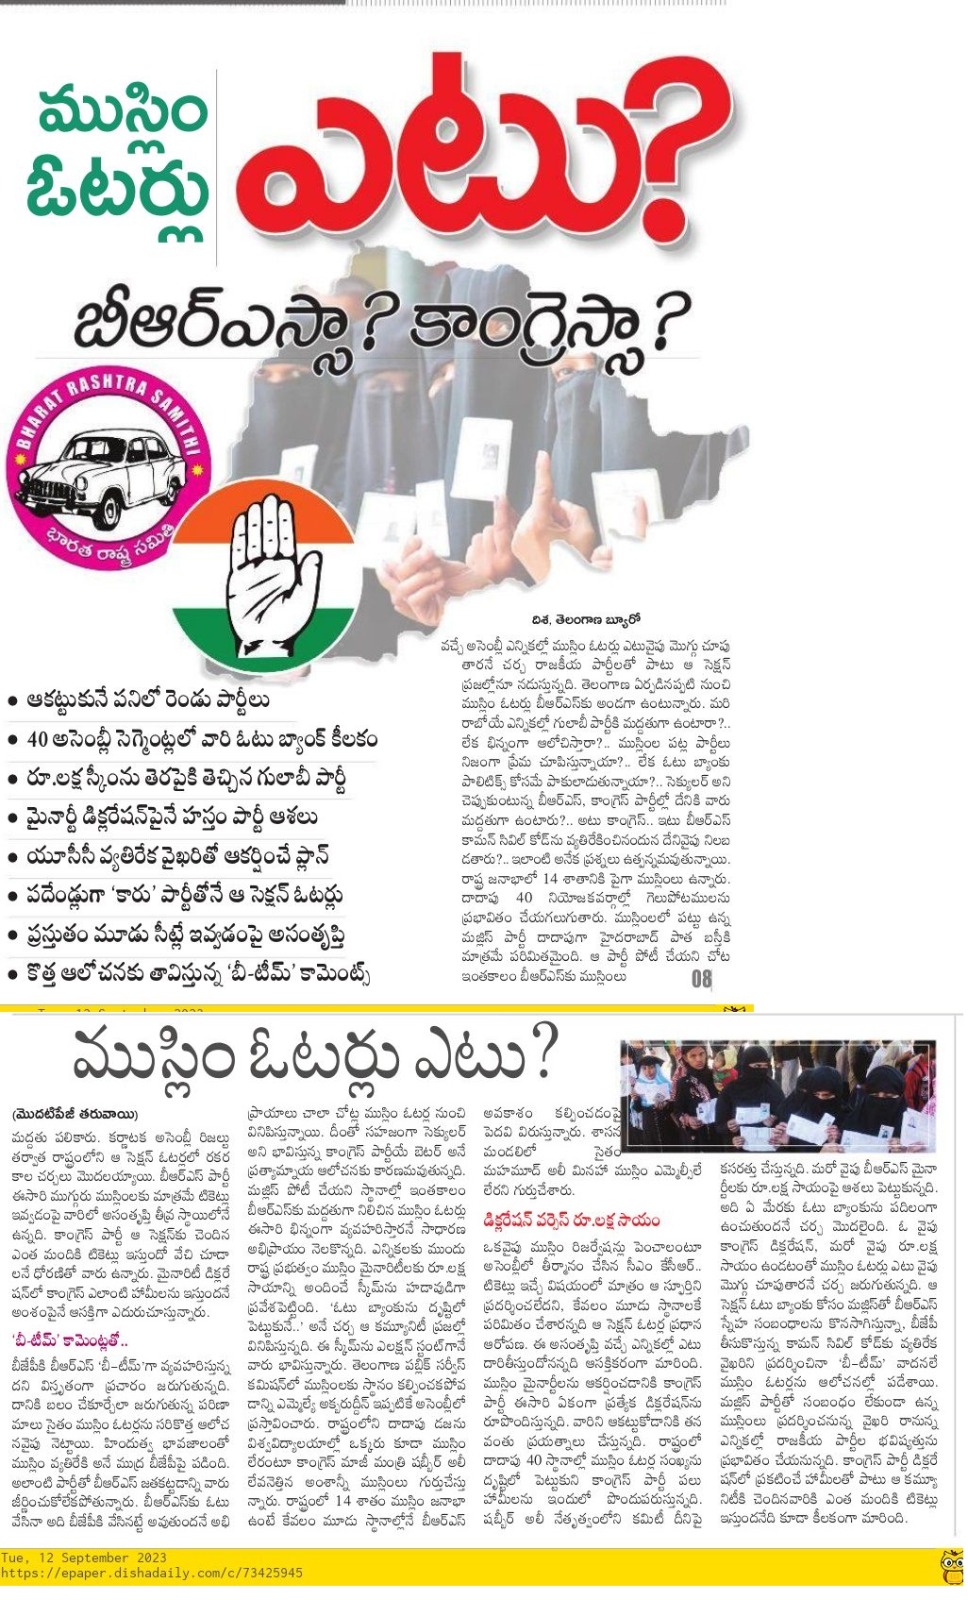 ముస్లిం
ఓటర్లు
ఎటు?
బీఆర్ఎస్సా? కాంగ్రెస్సా?
BHARAT RASHTRA SAMITHI
భారత రాష్ట్ర సమితి
• ఆకట్టుకునే పనిలో రెండు పార్టీలు
• 40 అసెంబ్లీ సెగ్మెంట్లలో వారి ఓటు బ్యాంక్ కీలకం
• రూ.లక్ష స్కీంను తెరపైకి తెచ్చిన గులాబీ పార్టీ
• మైనార్టీ డిక్లరేషన్‌పైనే హస్తం పార్టీ ఆశలు
• యూసీసీ వ్యతిరేక వైఖరితో ఆకర్షించే ప్లాన్
• పదేండ్లుగా ‘కారు’ పార్టీతోనే ఆ సెక్షన్ ఓటర్లు
• ప్రస్తుతం మూడు సీట్లే ఇవ్వడంపై అసంతృప్తి
• కొత్త ఆలోచనకు తావిస్తున్న ‘బీ-టీమ్’ కామెంట్స్
దిశ, తెలంగాణ బ్యూరో
వచ్చే అసెంబ్లీ ఎన్నికల్లో ముస్లిం ఓటర్లు ఎటువైపు మొగ్గు చూపు
తారనే చర్చ రాజకీయ పార్టీలతో పాటు ఆ సెక్షన్
ప్రజల్లోనూ నడుస్తున్నది. తెలంగాణ ఏర్పడినప్పటి నుంచి
ముస్లిం ఓటర్లు బీఆర్ఎస్‌కు అండగా ఉంటున్నారు. మరి
రాబోయే ఎన్నికల్లో గులాబీ పార్టీకి మద్దతుగా ఉంటారా?..
లేక భిన్నంగా ఆలోచిస్తారా?.. ముస్లింల పట్ల పార్టీలు
నిజంగా ప్రేమ చూపిస్తున్నాయా?.. లేక ఓటు బ్యాంకు
పాలిటిక్స్ కోసమే పాకులాడుతున్నాయా?.. సెక్యులర్ అని
చెప్పుకుంటున్న బీఆర్ఎస్, కాంగ్రెస్ పార్టీల్లో దేనికి వారు
మద్దతుగా ఉంటారు?.. అటు కాంగ్రెస్.. ఇటు బీఆర్ఎస్
కామన్ సివిల్ కోడ్‌ను వ్యతిరేకించినందున దేనివైపు నిలబ
డతారు?.. ఇలాంటి అనేక ప్రశ్నలు ఉత్పన్నమవుతున్నాయి.
రాష్ట్ర జనాభాలో 14 శాతానికి పైగా ముస్లింలు ఉన్నారు.
దాదాపు 40 నియోజకవర్గాల్లో గెలుపోటములను
ప్రభావితం చేయగలుగుతారు. ముస్లింలలో పట్టు ఉన్న
మజ్లిస్ పార్టీ దాదాపుగా హైదరాబాద్ పాత బస్తీకి
మాత్రమే పరిమితమైంది. ఆ పార్టీ పోటీ చేయని చోట
ఇంతకాలం బీఆర్ఎస్‌కు ముస్లింలు
08
ముస్లిం ఓటర్లు ఎటు?
(మొదటిపేజీ తరువాయి)
మద్దతు పలికారు. కర్ణాటక అసెంబ్లీ రిజల్టు
తర్వాత రాష్ట్రంలోని ఆ సెక్షన్ ఓటర్లలో రకర
కాల చర్చలు మొదలయ్యాయి. బీఆర్ఎస్ పార్టీ
ఈసారి ముగ్గురు ముస్లింలకు మాత్రమే టికెట్లు
ఇవ్వడంపై వారిలో అసంతృప్తి తీవ్ర స్థాయిలోనే
ఉన్నది. కాంగ్రెస్ పార్టీ ఆ సెక్షన్‌కు చెందిన
ఎంత మందికి టికెట్లు ఇస్తుందో వేచి చూడా
లనే ధోరణితో వారు ఉన్నారు. మైనారిటీ డిక్లరే
షన్‌లో కాంగ్రెస్ ఎలాంటి హామీలను ఇస్తుందనే
అంశంపైనే ఆసక్తిగా ఎదురుచూస్తున్నారు.
‘బీ-టీమ్’ కామెంట్లతో..
బీజేపీకి బీఆర్ఎస్ ‘బీ-టీమ్’గా వ్యవహరిస్తున్న
దని విస్తృతంగా ప్రచారం జరుగుతున్నది.
దానికి బలం చేకూర్చేలా జరుగుతున్న పరిణా
మాలు సైతం ముస్లిం ఓటర్లను సరికొత్త ఆలోచ
నవైపు నెట్టాయి. హిందుత్వ భావజాలంతో
ముస్లిం వ్యతిరేకి అనే ముద్ర బీజేపీపై పడింది.
అలాంటి పార్టీతో బీఆర్ఎస్ జతకట్టడాన్ని వారు
జీర్ణించుకోలేకపోతున్నారు. బీఆర్ఎస్‌కు ఓటు
వేసినా అది బీజేపీకి వేసినట్టే అవుతుందనే అభి
ప్రాయాలు చాలా చోట్ల ముస్లిం ఓటర్ల నుంచి
వినిపిస్తున్నాయి. దీంతో సహజంగా సెక్యులర్
అని భావిస్తున్న కాంగ్రెస్ పార్టీయే బెటర్ అనే
ప్రత్యామ్నాయ ఆలోచనకు కారణమవుతున్నది.
మజ్లిస్ పోటీ చేయని స్థానాల్లో ఇంతకాలం
బీఆర్ఎస్‌కు మద్దతుగా నిలిచిన ముస్లిం ఓటర్లు
ఈసారి భిన్నంగా వ్యవహరిస్తారనే సాధారణ
అభిప్రాయం నెలకొన్నది. ఎన్నికలకు ముందు
రాష్ట్ర ప్రభుత్వం ముస్లిం మైనారిటీలకు రూ.లక్ష
సాయాన్ని అందించే స్కీమ్‌ను హడావుడిగా
ప్రవేశపెట్టింది. ‘ఓటు బ్యాంకును దృష్టిలో
పెట్టుకునే..’ అనే చర్చ ఆ కమ్యూనిటీ ప్రజల్లో
వినిపిస్తున్నది. ఈ స్కీమ్‌ను ఎలక్షన్ స్టంట్‌గానే
వారు భావిస్తున్నారు. తెలంగాణ పబ్లిక్ సర్వీస్
కమిషన్‌లో ముస్లింలకు స్థానం కల్పించకపోవ
డాన్ని ఎమ్మెల్యే అక్బరుద్దీన్ ఇప్పటికే అసెంబ్లీలో
ప్రస్తావించారు. రాష్ట్రంలోని దాదాపు డజను
విశ్వవిద్యాలయాల్లో ఒక్కరు కూడా ముస్లిం
లేరంటూ కాంగ్రెస్ మాజీ మంత్రి షబ్బీర్ అలీ
లేవనెత్తిన అంశాన్నీ ముస్లింలు గుర్తుచేస్తు
న్నారు. రాష్ట్రంలో 14 శాతం ముస్లిం జనాభా
ఉంటే కేవలం మూడు స్థానాల్లోనే బీఆర్ఎస్
అవకాశం కల్పించడంపై
పెదవి విరుస్తున్నారు. శాసన
మండలిలో సైతం
మహమూద్ అలీ మినహా ముస్లిం ఎమ్మెల్సీలే
లేరని గుర్తుచేశారు.
డిక్లరేషన్ వర్సెస్ రూ.లక్ష సాయం
ఒకవైపు ముస్లిం రిజర్వేషన్లు పెంచాలంటూ
అసెంబ్లీలో తీర్మానం చేసిన సీఎం కేసీఆర్..
టికెట్లు ఇచ్చే విషయంలో మాత్రం ఆ స్ఫూర్తిని
ప్రదర్శించలేదని, కేవలం మూడు స్థానాలకే
పరిమితం చేశారన్నది ఆ సెక్షన్ ఓటర్ల ప్రధాన
ఆరోపణ. ఈ అసంతృప్తి వచ్చే ఎన్నికల్లో ఎటు
దారితీస్తుందోనన్నది ఆసక్తికరంగా మారింది.
ముస్లిం మైనార్టీలను ఆకర్షించడానికి కాంగ్రెస్
పార్టీ ఈసారి ఏకంగా ప్రత్యేక డిక్లరేషన్‌ను
రూపొందిస్తున్నది. వారిని ఆకట్టుకోడానికి తన
వంతు ప్రయత్నాలు చేస్తున్నది. రాష్ట్రంలో
దాదాపు 40 స్థానాల్లో ముస్లిం ఓటర్ల సంఖ్యను
దృష్టిలో పెట్టుకుని కాంగ్రెస్ పార్టీ పలు
హామీలను ఇందులో పొందుపరుస్తున్నది.
షబ్బీర్ అలీ నేతృత్వంలోని కమిటీ దీనిపై
కసరత్తు చేస్తున్నది. మరో వైపు బీఆర్ఎస్ మైనా
ర్టీలకు రూ.లక్ష సాయంపై ఆశలు పెట్టుకున్నది.
అది ఏ మేరకు ఓటు బ్యాంకును పదిలంగా
ఉంచుతుందనే చర్చ మొదలైంది. ఓ వైపు
కాంగ్రెస్ డిక్లరేషన్, మరో వైపు రూ.లక్ష
సాయం ఉండటంతో ముస్లిం ఓటర్లు ఎటు వైపు
మొగ్గు చూపుతారనే చర్చ జరుగుతున్నది. ఆ
సెక్షన్ ఓటు బ్యాంకు కోసం మజ్లిస్‌తో బీఆర్ఎస్
స్నేహ సంబంధాలను కొనసాగిస్తున్నా, బీజేపీ
తీసుకొస్తున్న కామన్ సివిల్ కోడ్‌కు వ్యతిరేక
వైఖరిని ప్రదర్శించినా ‘బీ-టీమ్’ వాదనలే
ముస్లిం ఓటర్లను ఆలోచనల్లో పడేశాయి.
మజ్లిస్ పార్టీతో సంబంధం లేకుండా ఉన్న
ముస్లింలు ప్రదర్శించనున్న వైఖరి రానున్న
ఎన్నికల్లో రాజకీయ పార్టీల భవిష్యత్తును
ప్రభావితం చేయనున్నది. కాంగ్రెస్ పార్టీ డిక్లరే
షన్‌లో ప్రకటించే హామీలతో పాటు ఆ కమ్యూ
నిటీకి చెందినవారికి ఎంత మందికి టికెట్లు
ఇస్తుందనేది కూడా కీలకంగా మారింది.
Tue, 12 September 2023
https://epaper.dishadaily.com/c/73425945